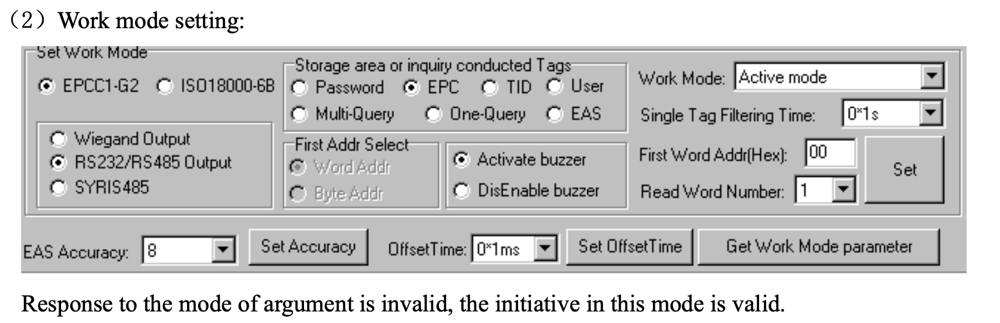 （2）Work mode setting:
Set Work Mode
EPCC1-G2 ISO18000-6B
Wiegand Output
RS232/RS485 Output
SYRIS485
Storage area or inquiry conducted Tags
Password EPC TID User
Multi-Query One-Query EAS
First Addr Select
Word Addr
Byte Addr
Activate buzzer
DisEnable buzzer
Work Mode: Active mode
Single Tag Filtering Time: 0*1s
First Word Addr(Hex): 00
Read Word Number: 1
Set
EAS Accuracy: 8 Set Accuracy OffsetTime: 0*1ms Set OffsetTime Get Work Mode parameter
Response to the mode of argument is invalid, the initiative in this mode is valid.